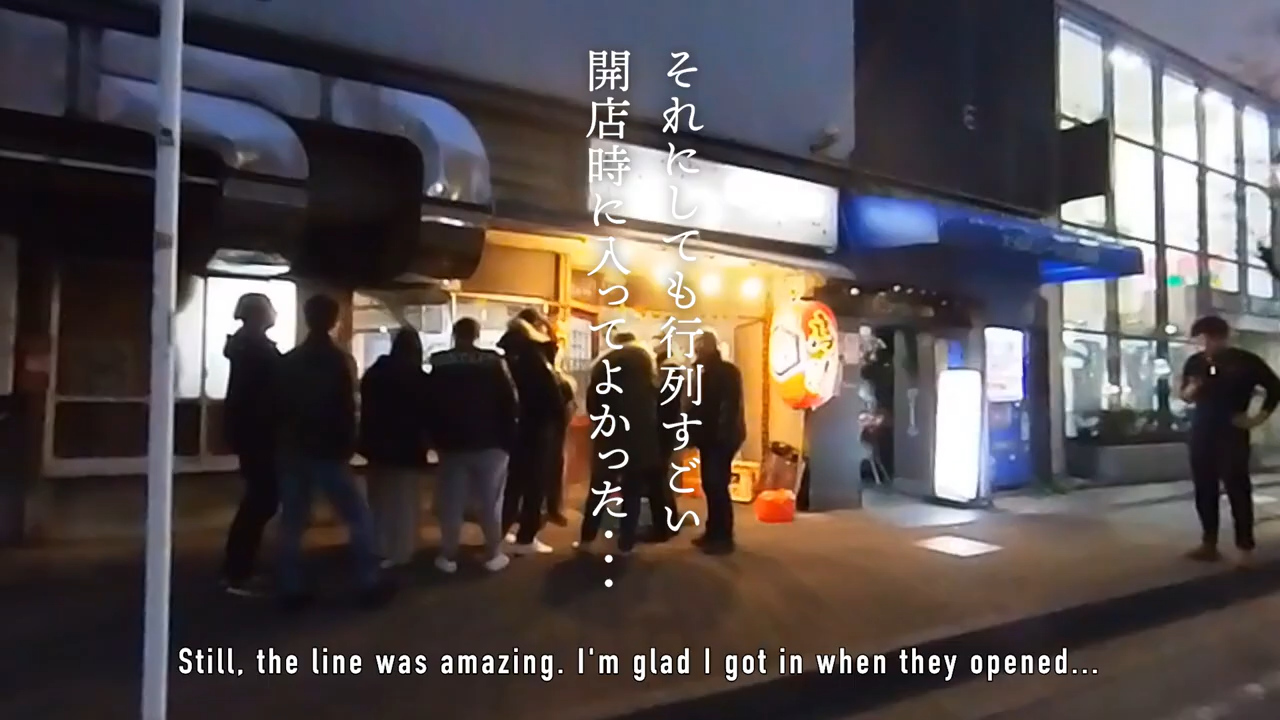 それにしても行列すごい
開店時に入ってよかった・・・
Still, the line was amazing. I'm glad I got in when they opened...